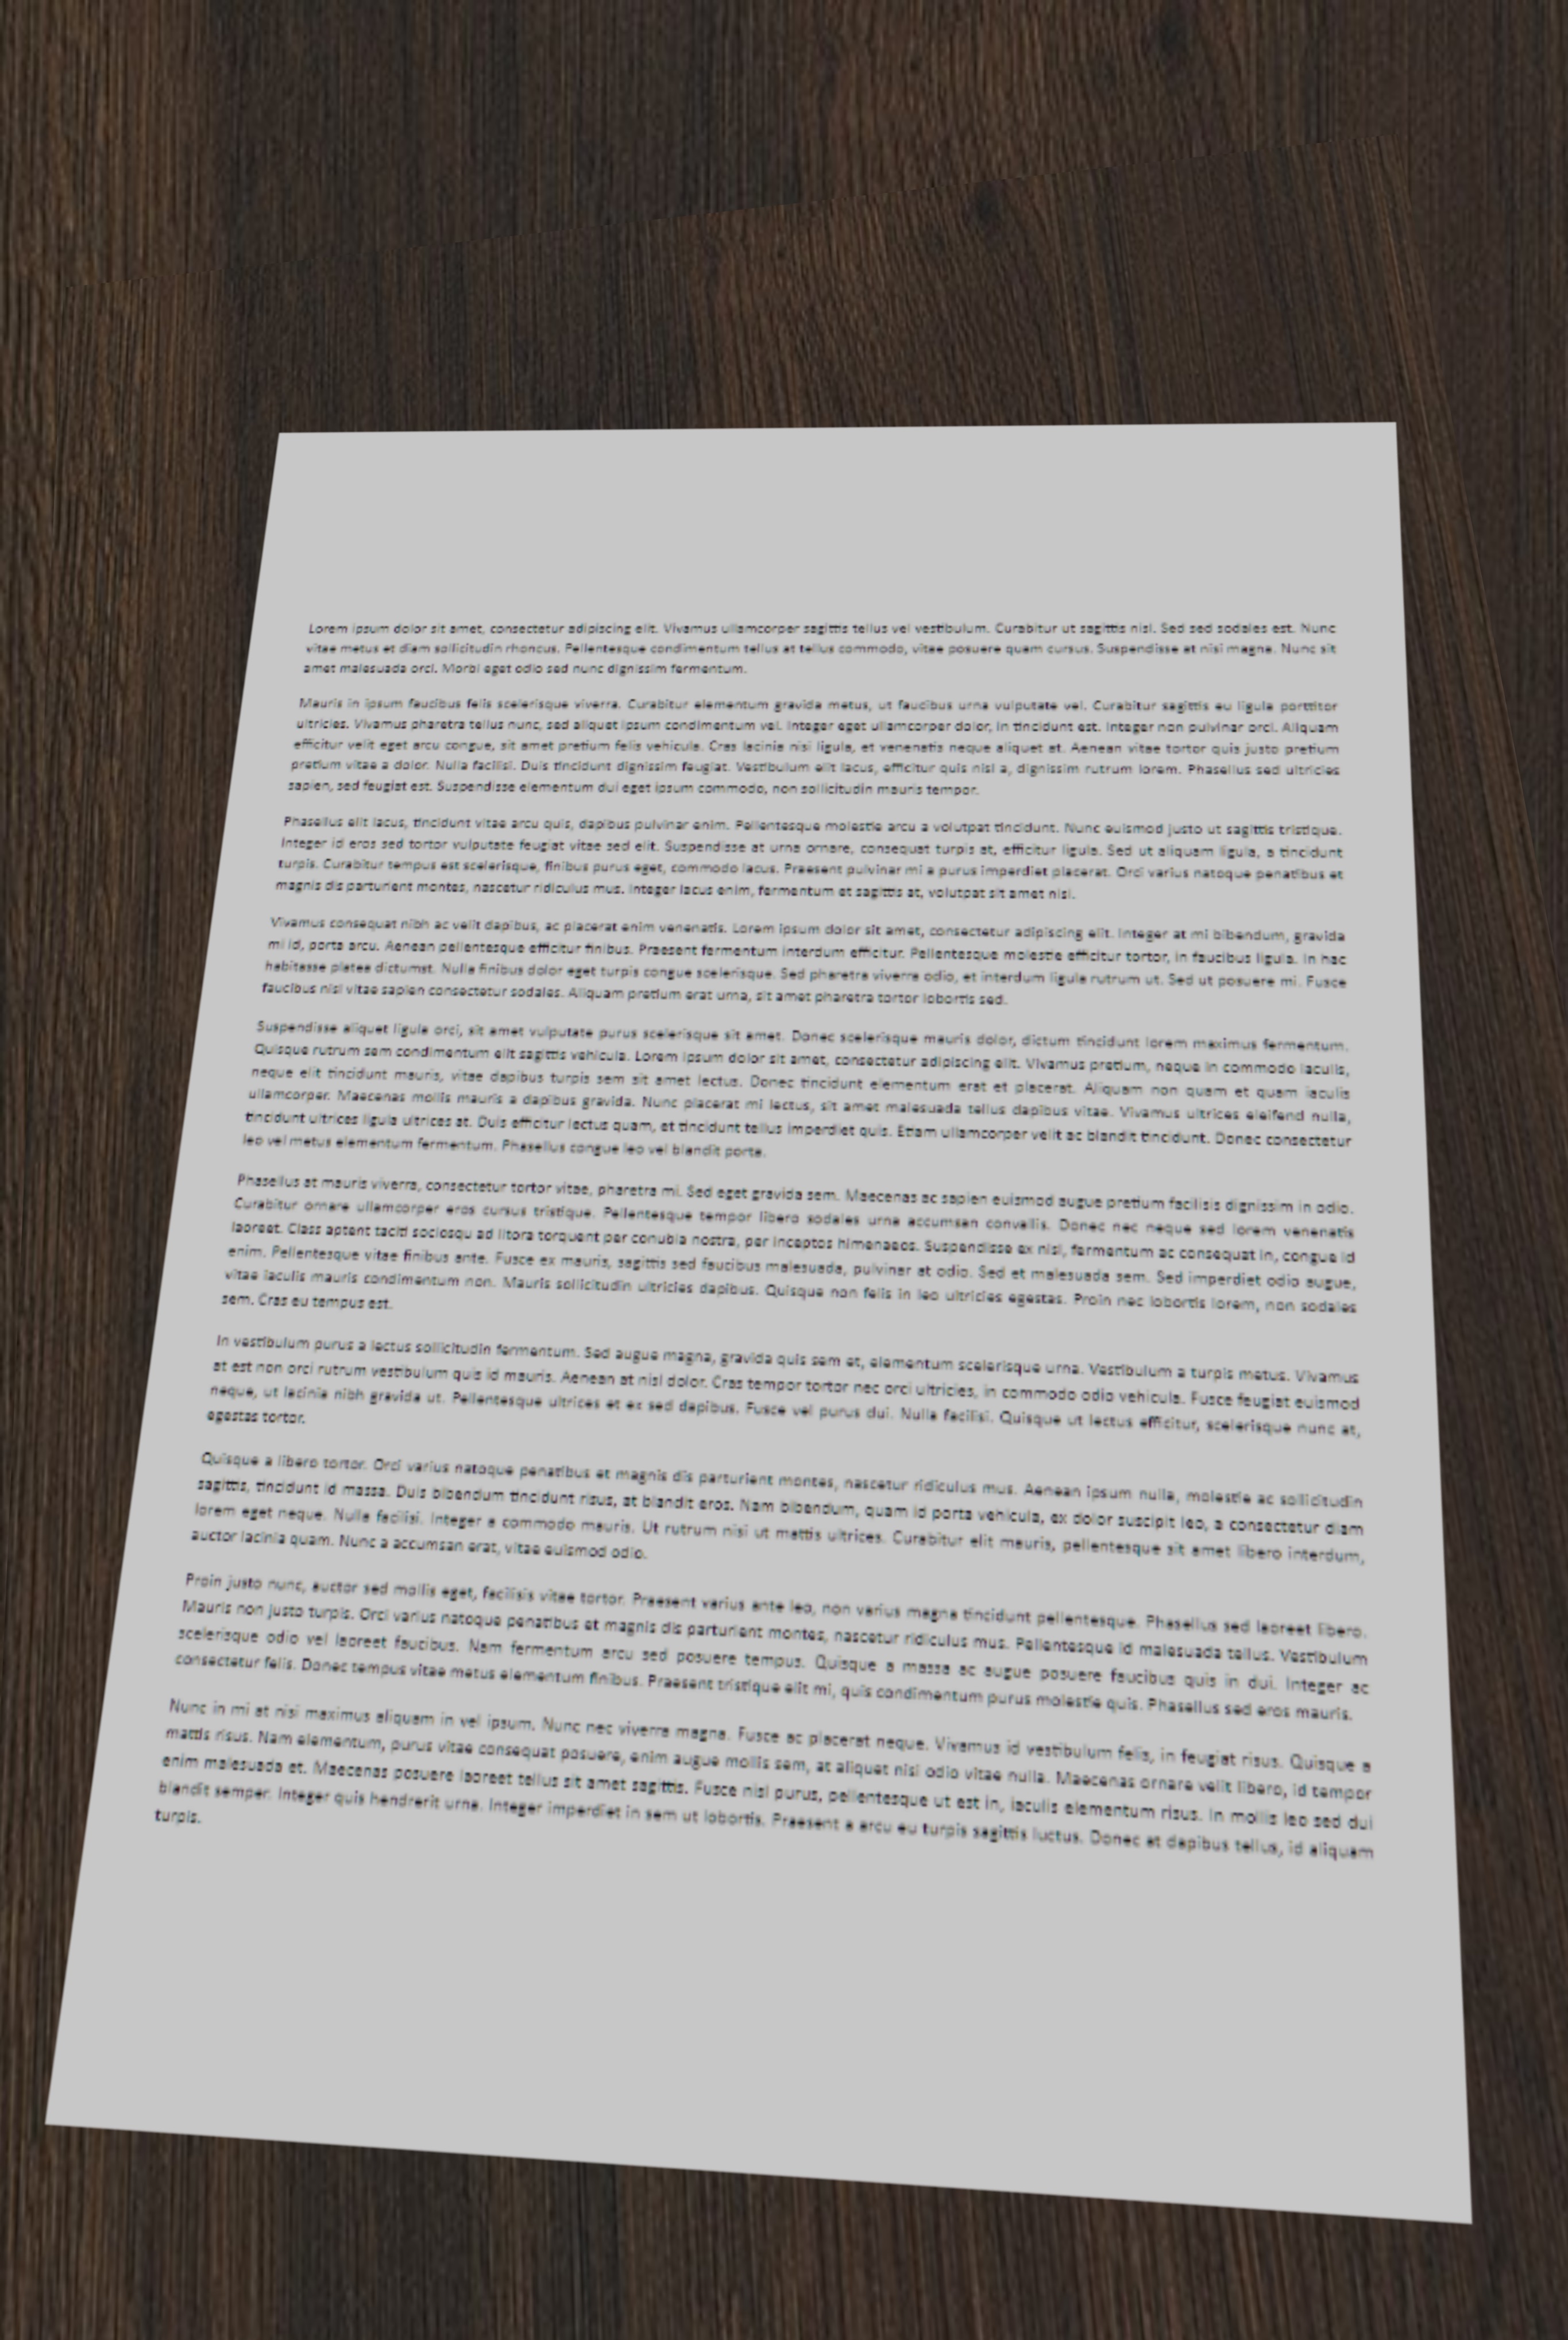 Lorem ipsum dolor sit amet, consectetur adipiscing elit. Vivamus ullamcorper sagittis tellus vel vestibulum. Curabitur ut sagittis nisl. Sed sed sodales est. Nunc
vitae metus et diam sollicitudin rhoncus. Pellentesque condimentum tellus at tellus commodo, vitae posuere quam cursus. Suspendisse at nisi magna. Nunc sit
amet malesuada orci. Morbi eget odio sed nunc dignissim fermentum.
Mauris in ipsum faucibus felis scelerisque viverra. Curabitur elementum gravida metus, ut faucibus urna vulputate vel. Curabitur sagittis eu ligula porttitor
ultricies. Vivamus pharetra tellus nunc, sed aliquet ipsum condimentum vel. Integer eget ullamcorper dolor, in tincidunt est. Integer non pulvinar orci. Aliquam
efficitur velit eget arcu congue, sit amet pretium felis vehicula. Cras lacinia nisi ligula, et venenatis neque aliquet et. Aenean vitae tortor quis justo pretium
pretium vitae a dolor. Nulla facilisi. Duis tincidunt dignissim feugiat. Vestibulum elit lacus, efficitur quis nisl a, dignissim rutrum lorem. Phasellus sed ultricies
sapien, sed feugiat est. Suspendisse elementum dui eget ipsum commodo, non sollicitudin mauris tempor.
Phasellus elit lacus, tincidunt vitae arcu quis, dapibus pulvinar enim. Pellentesque molestie arcu a volutpat tincidunt. Nunc euismod justo ut sagittis tristique.
Integer id eros sed tortor vulputate feugiat vitae sed elit. Suspendisse at urna ornare, consequat turpis at, efficitur ligula. Sed ut aliquam ligula, a tincidunt
turpis. Curabitur tempus est scelerisque, finibus purus eget, commodo lacus. Praesent pulvinar mi a purus imperdiet placerat. Orci varius natoque penatibus et
magnis dis parturient montes, nascetur ridiculus mus. Integer lacus enim, fermentum et sagittis at, volutpat sit amet nisl.
Vivamus consequat nibh ac velit dapibus, ac placerat enim venenatis. Lorem ipsum dolor sit amet, consectetur adipiscing elit. Integer at mi bibendum, gravida
mi id, porta arcu. Aenean pellentesque efficitur finibus. Praesent fermentum interdum efficitur. Pellentesque molestie efficitur tortor, in faucibus ligula. In hac
habitasse platea dictumst. Nulla finibus dolor eget turpis congue scelerisque. Sed pharetra viverra odio, et interdum ligula rutrum ut. Sed ut posuere mi. Fusce
faucibus nisl vitae sapien consectetur sodales. Aliquam pretium erat urna, sit amet pharetra tortor lobortis sed.
Suspendisse aliquet ligula orci, sit amet vulputate purus scelerisque sit amet. Donec scelerisque mauris dolor, dictum tincidunt lorem maximus fermentum.
Quisque rutrum sem condimentum elit sagittis vehicula. Lorem ipsum dolor sit amet, consectetur adipiscing elit. Vivamus pretium, neque in commodo iaculis,
neque elit tincidunt mauris, vitae dapibus turpis sem sit amet lectus. Donec tincidunt elementum erat et placerat. Aliquam non quam et quam iaculis
ullamcorper. Maecenas mollis mauris a dapibus gravida. Nunc placerat mi lectus, sit amet malesuada tellus dapibus vitae. Vivamus ultrices eleifend nulla,
tincidunt ultrices ligula ultrices at. Duis efficitur lectus quam, et tincidunt tellus imperdiet quis. Etiam ullamcorper velit ac blandit tincidunt. Donec consectetur
leo vel metus elementum fermentum. Phasellus congue leo vel blandit porta.
Phasellus at mauris viverra, consectetur tortor vitae, pharetra mi. Sed eget gravida sem. Maecenas ac sapien euismod augue pretium facilisis dignissim in odio.
Curabitur ornare ullamcorper eros cursus tristique. Pellentesque tempor libero sodales urna accumsan convallis. Donec nec neque sed lorem venenatis
laoreet. Class aptent taciti sociosqu ad litora torquent per conubia nostra, per inceptos himenaeos. Suspendisse ex nisl, fermentum ac consequat in, congue id
enim. Pellentesque vitae finibus ante. Fusce ex mauris, sagittis sed faucibus malesuada, pulvinar at odio. Sed et malesuada sem. Sed imperdiet odio augue,
vitae iaculis mauris condimentum non. Mauris sollicitudin ultricies dapibus. Quisque non felis in leo ultricies egestas. Proin nec lobortis lorem, non sodales
sem. Cras eu tempus est.
In vestibulum purus a lectus sollicitudin fermentum. Sed augue magna, gravida quis sem et, elementum scelerisque urna. Vestibulum a turpis metus. Vivamus
at est non orci rutrum vestibulum quis id mauris. Aenean at nisl dolor. Cras tempor tortor nec orci ultricies, in commodo odio vehicula. Fusce feugiat euismod
neque, ut lacinia nibh gravida ut. Pellentesque ultrices et ex sed dapibus. Fusce vel purus dui. Nulla facilisi. Quisque ut lectus efficitur, scelerisque nunc at,
egestas tortor.
Quisque a libero tortor. Orci varius natoque penatibus et magnis dis parturient montes, nascetur ridiculus mus. Aenean ipsum nulla, molestie ac sollicitudin
sagittis, tincidunt id massa. Duis bibendum tincidunt risus, at blandit eros. Nam bibendum, quam id porta vehicula, ex dolor suscipit leo, a consectetur diam
lorem eget neque. Nulla facilisi. Integer a commodo mauris. Ut rutrum nisi ut mattis ultrices. Curabitur elit mauris, pellentesque sit amet libero interdum,
auctor lacinia quam. Nunc a accumsan erat, vitae euismod odio.
Proin justo nunc, auctor sed mollis eget, facilisis vitae tortor. Praesent varius ante leo, non varius magna tincidunt pellentesque. Phasellus sed laoreet libero.
Mauris non justo turpis. Orci varius natoque penatibus et magnis dis parturient montes, nascetur ridiculus mus. Pellentesque id malesuada tellus. Vestibulum
scelerisque odio vel laoreet faucibus. Nam fermentum arcu sed posuere tempus. Quisque a massa ac augue posuere faucibus quis in dui. Integer ac
consectetur felis. Donec tempus vitae metus elementum finibus. Praesent tristique elit mi, quis condimentum purus molestie quis. Phasellus sed eros mauris.
Nunc in mi at nisi maximus aliquam in vel ipsum. Nunc nec viverra magna. Fusce ac placerat neque. Vivamus id vestibulum felis, in feugiat risus. Quisque a
mattis risus. Nam elementum, purus vitae consequat posuere, enim augue mollis sem, at aliquet nisl odio vitae nulla. Maecenas ornare velit libero, id tempor
enim malesuada et. Maecenas posuere laoreet tellus sit amet sagittis. Fusce nisl purus, pellentesque ut est in, iaculis elementum risus. In mollis leo sed dui
blandit semper. Integer quis hendrerit urna. Integer imperdiet in sem ut lobortis. Praesent a arcu eu turpis sagittis luctus. Donec at dapibus tellus, id aliquam
turpis.